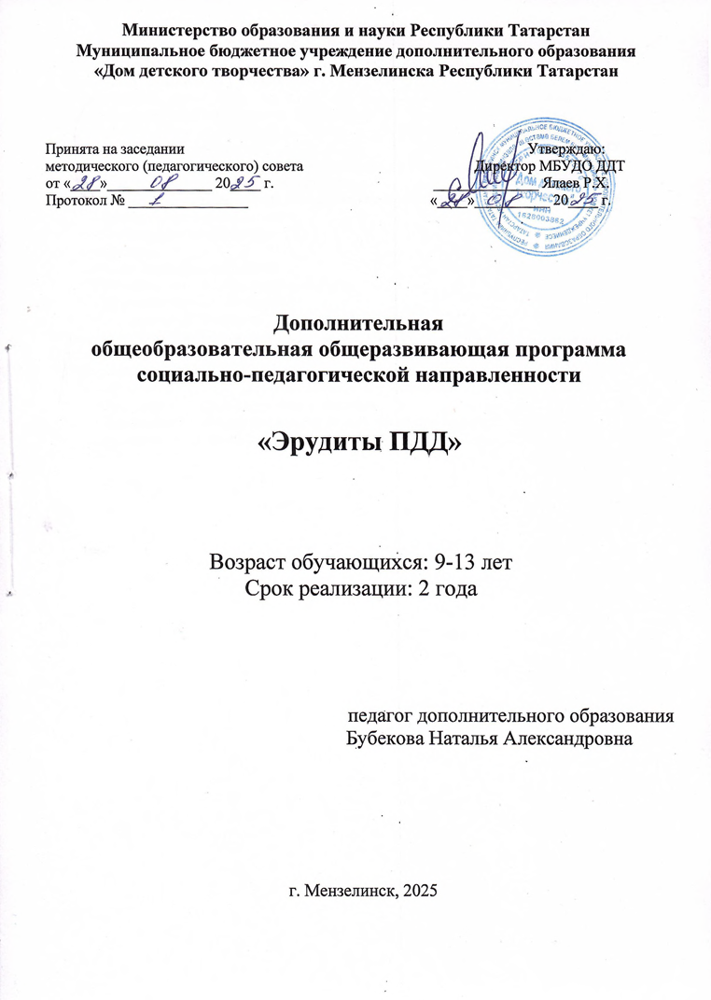 Министерство образования и науки Республики Татарстан
Муниципальное бюджетное учреждение дополнительного образования
«Дом детского творчества» г. Мензелинска Республики Татарстан
Принята на заседании
методического (педагогического) совета
от «28» 08 2025 г.
Протокол № 1
Утверждаю:
Директор МБУДО ДДТ
Ялаев Р.Х.
«28» 08 2025 г.
Дополнительная
общеобразовательная общеразвивающая программа
социально-педагогической направленности
«Эрудиты ПДД»
Возраст обучающихся: 9-13 лет
Срок реализации: 2 года
педагог дополнительного образования
Бубекова Наталья Александровна
г. Мензелинск, 2025